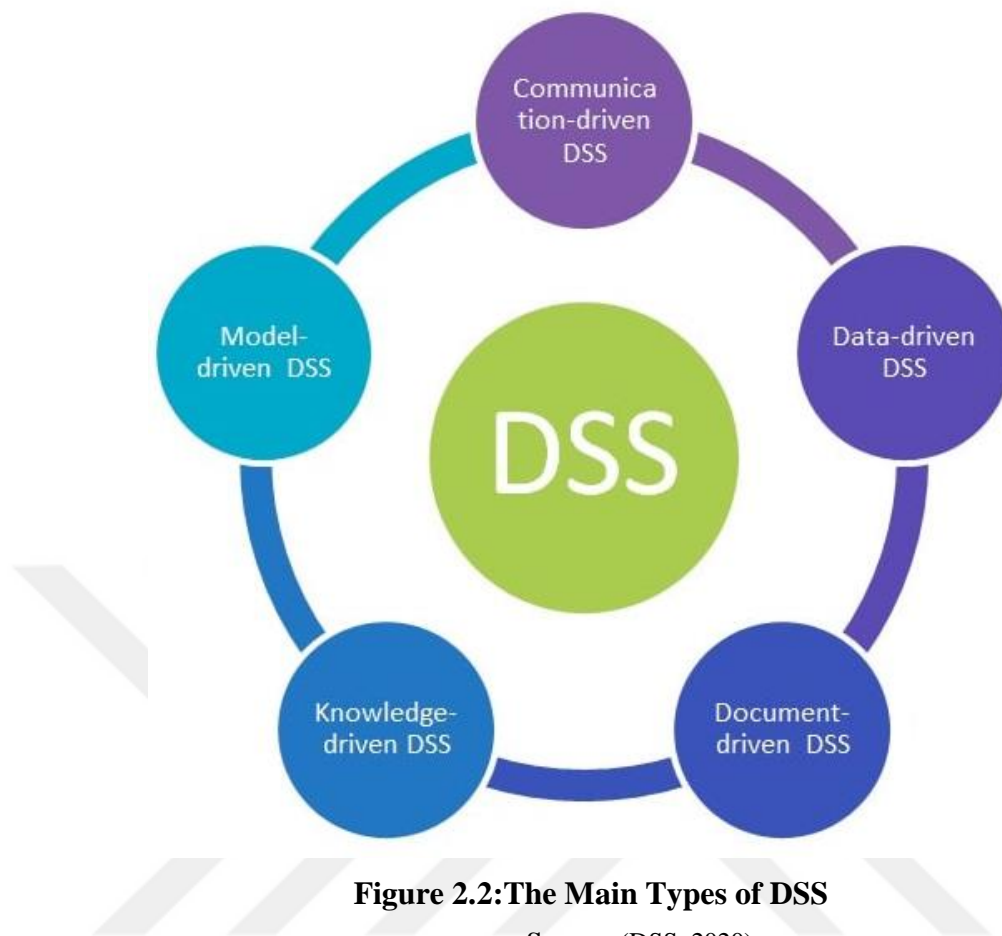 Communica
tion-driven
DSS
Model-
driven DSS
Data-driven
DSS
DSS
Knowledge-
driven DSS
Document-
driven DSS
Figure 2.2:The Main Types of DSS